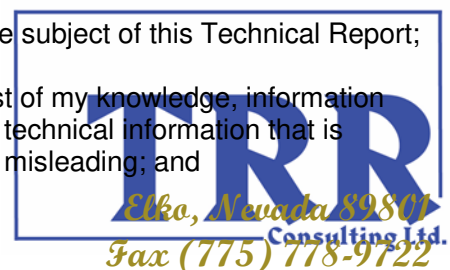 e subject of this Technical Report;
st of my knowledge, information
technical information that is
misleading; and
TRR
Elko, Nevada 89801
Consulting Ltd.
Fax (775) 778-9722